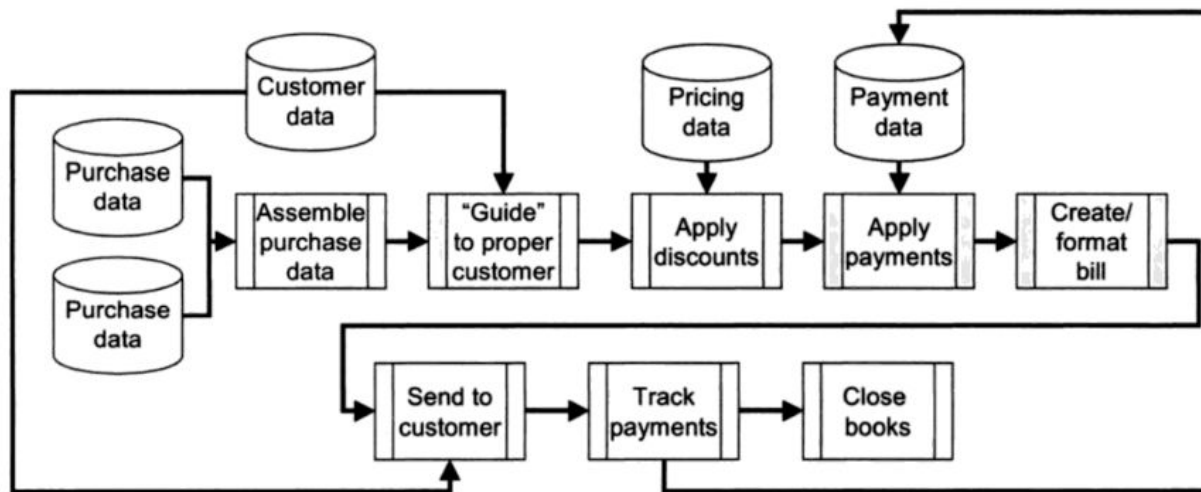 Customer
data
Pricing
data
Payment
data
Purchase
data
Assemble
purchase
data
"Guide"
to proper
customer
Apply
discounts
Apply
payments
Create/
format
bill
Purchase
data
Send to
customer
Track
payments
Close
books